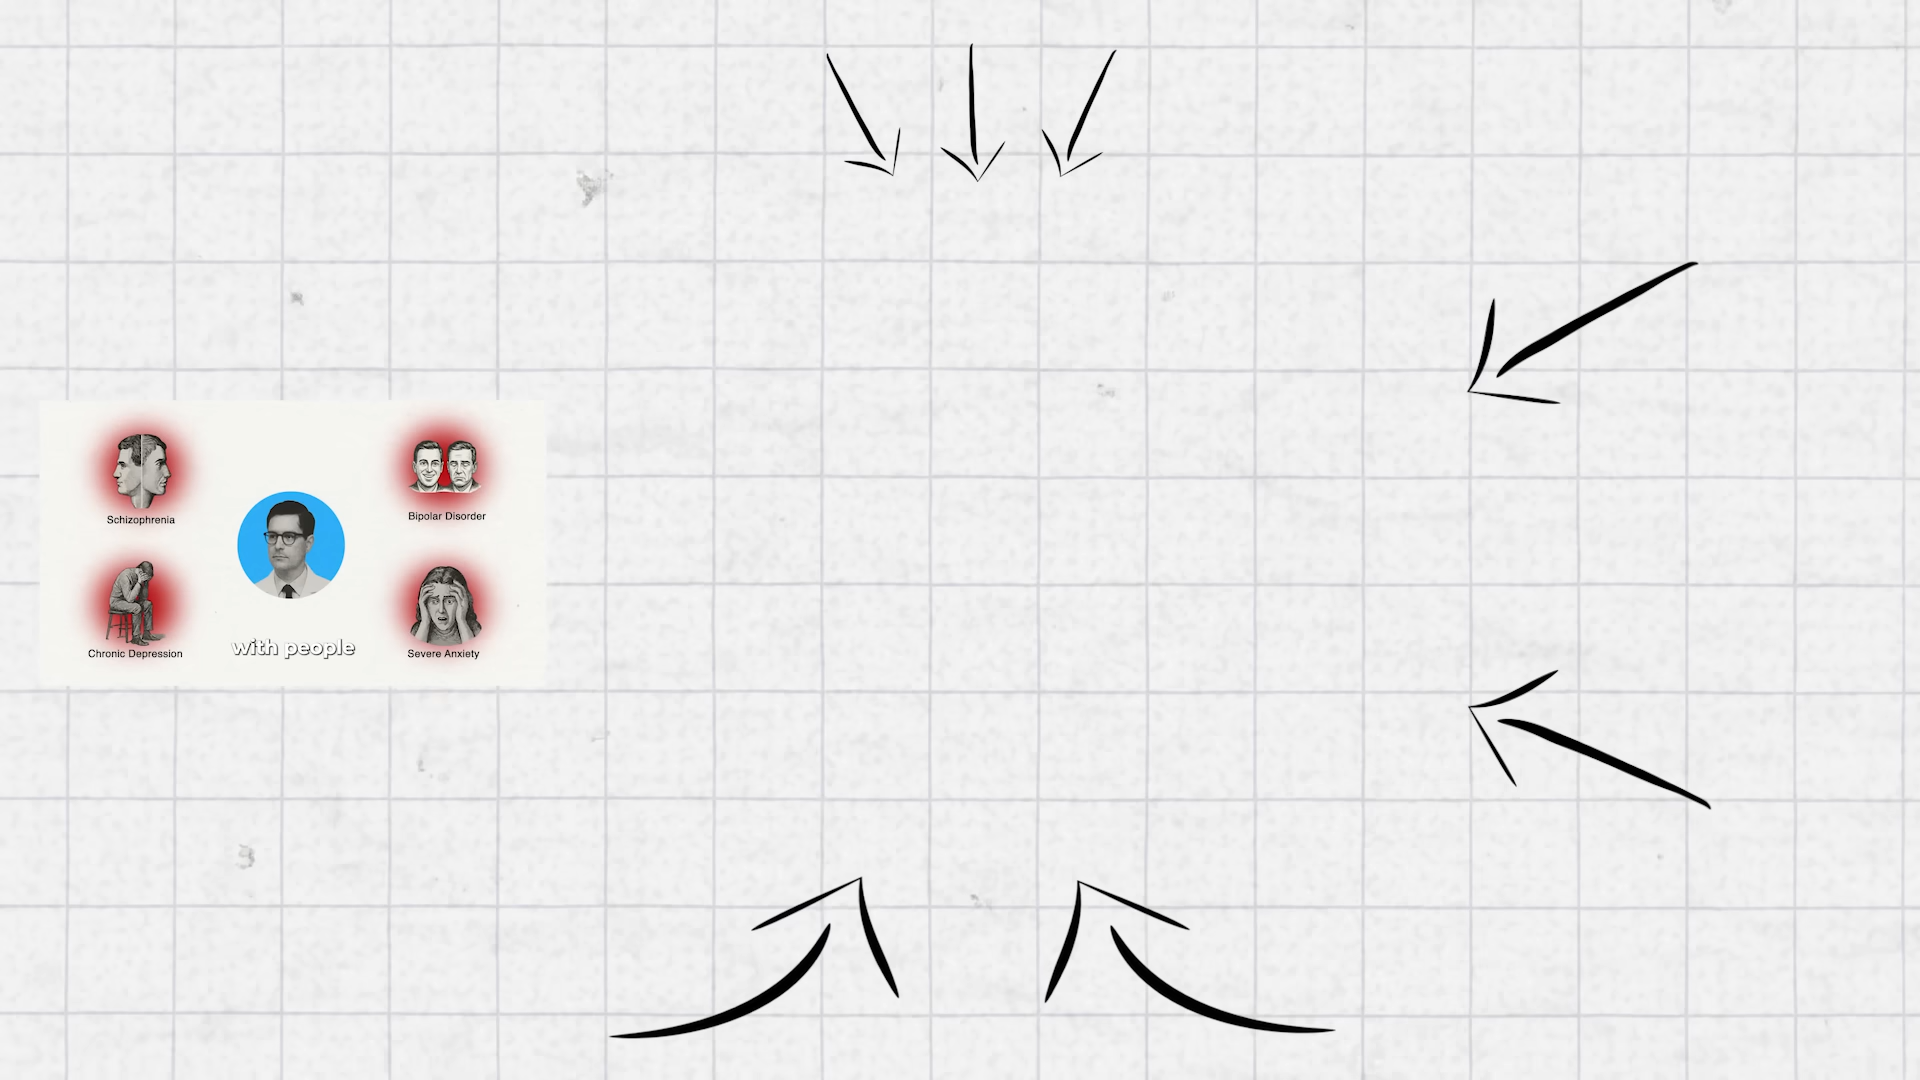 Schizophrenia
Bipolar Disorder
Chronic Depression
with people
Severe Anxiety